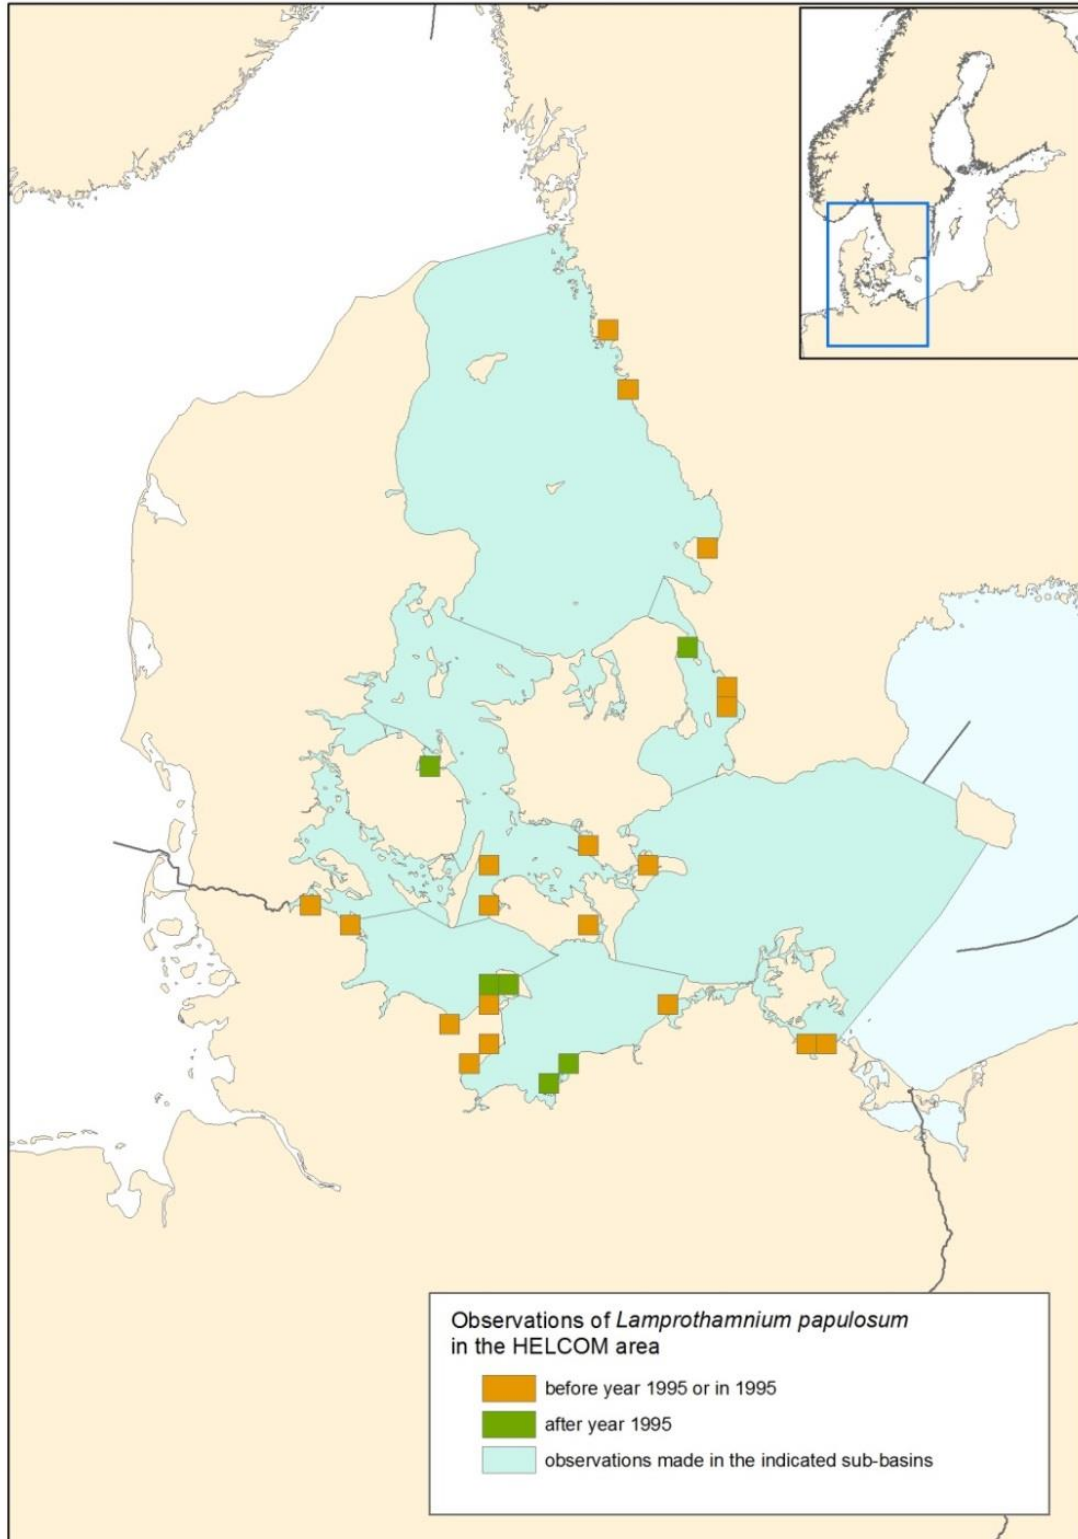 Observations of Lamprothamnium papulosum
in the HELCOM area
before year 1995 or in 1995
after year 1995
observations made in the indicated sub-basins